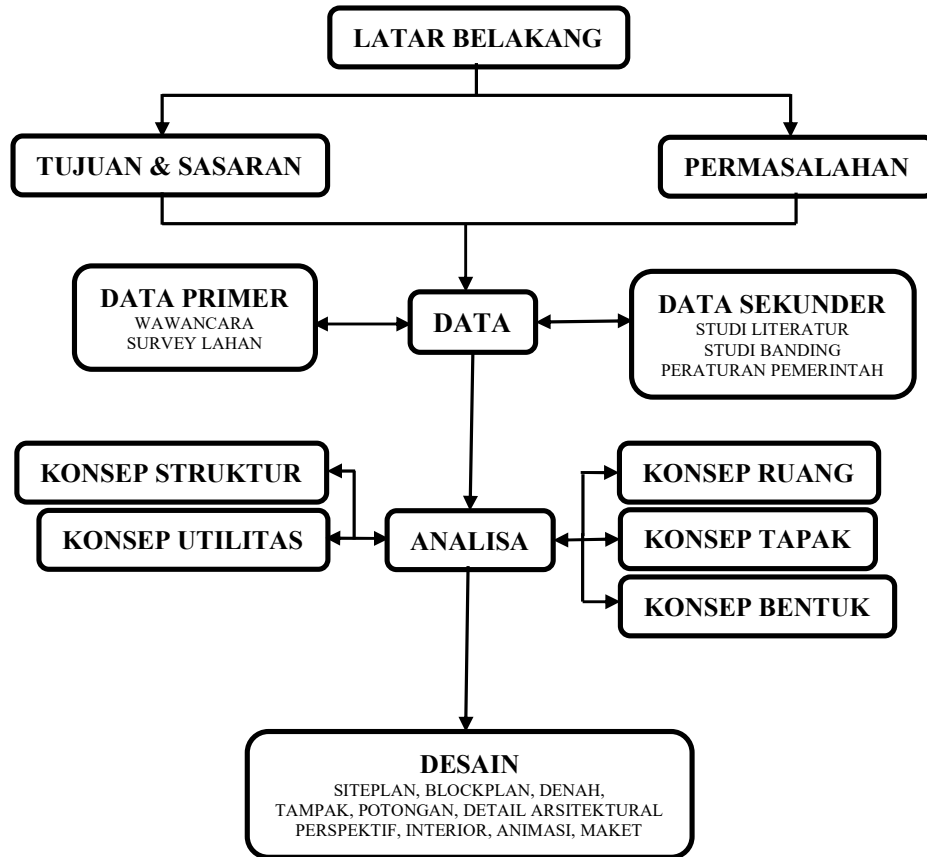 LATAR BELAKANG
TUJUAN & SASARAN
PERMASALAHAN
DATA PRIMER
WAWANCARA
SURVEY LAHAN
DATA
DATA SEKUNDER
STUDI LITERATUR
STUDI BANDING
PERATURAN PEMERINTAH
KONSEP STRUKTUR
KONSEP UTILITAS
ANALISA
KONSEP RUANG
KONSEP TAPAK
KONSEP BENTUK
DESAIN
SITEPLAN, BLOCKPLAN, DENAH,
TAMPAK, POTONGAN, DETAIL ARSITEKTURAL
PERSPEKTIF, INTERIOR, ANIMASI, MAKET